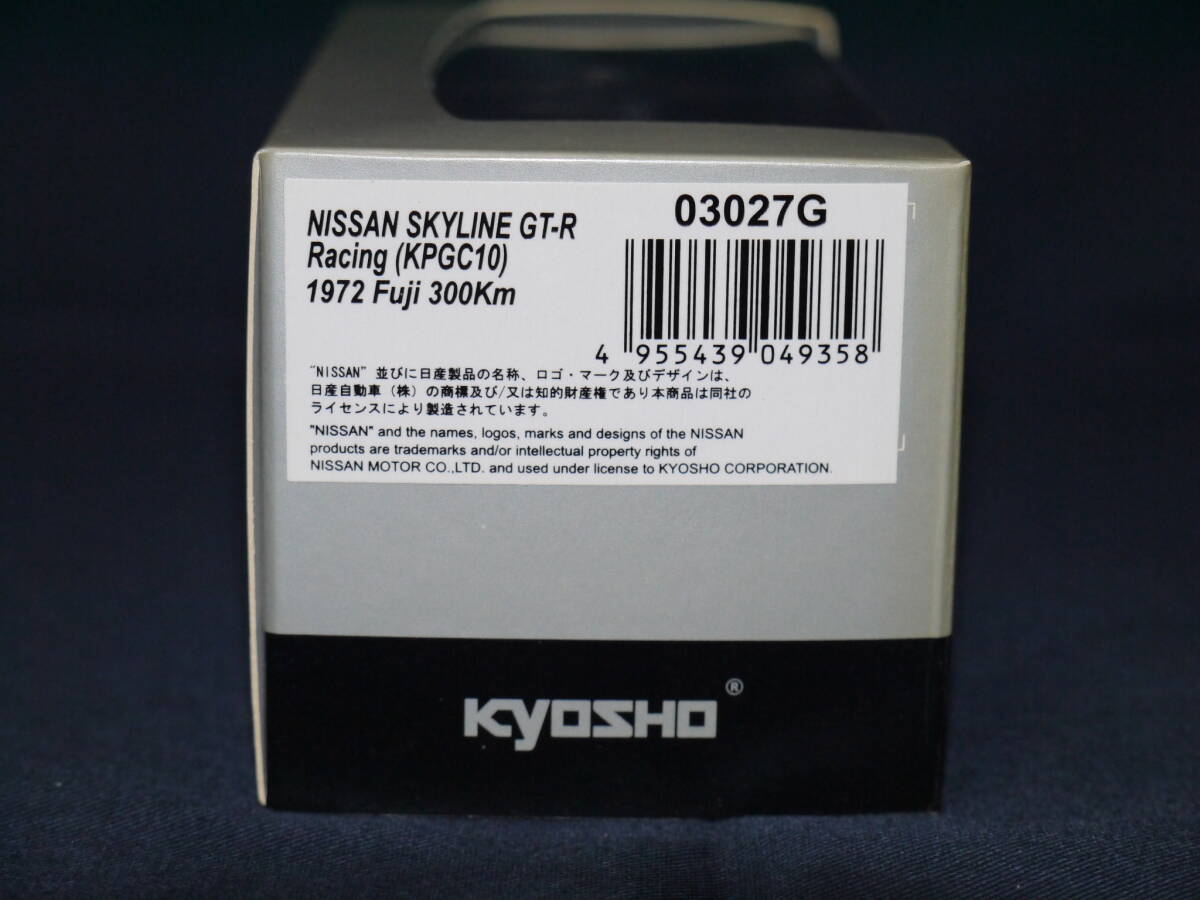 NISSAN SKYLINE GT-R
Racing (KPGC10)
1972 Fuji 300Km
03027G
4 955439 049358
"NISSAN" 並びに日産製品の名称、ロゴ・マーク及びデザインは、
日産自動車（株）の商標及び/又は知的財産権であり本商品は同社の
ライセンスにより製造されています。
"NISSAN" and the names, logos, marks and designs of the NISSAN
products are trademarks and/or intellectual property rights of
NISSAN MOTOR CO.,LTD. and used under license to KYOSHO CORPORATION.
KYOSHO®